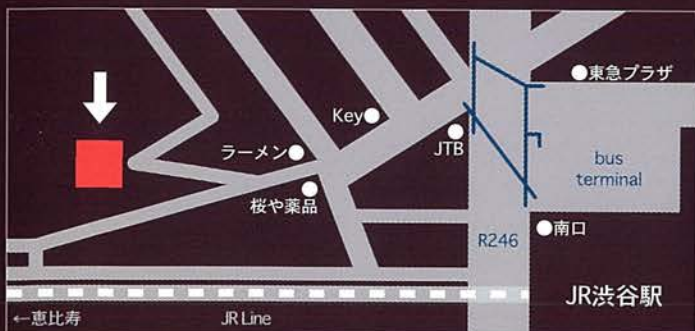 東急プラザ
Key
ラーメン
JTB
bus
terminal
桜や薬品
R246
南口
JR渋谷駅
←恵比寿
JR Line